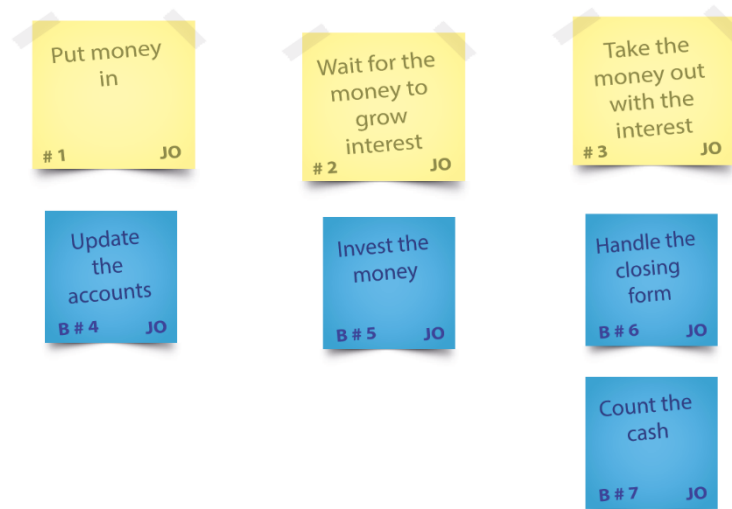 Put money
in
# 1 JO
Wait for the
money to
grow
interest
# 2 JO
Take the
money out
with the
interest
# 3 JO
Update
the
accounts
B # 4 JO
Invest the
money
B # 5 JO
Handle the
closing
form
B # 6 JO
Count the
cash
B # 7 JO